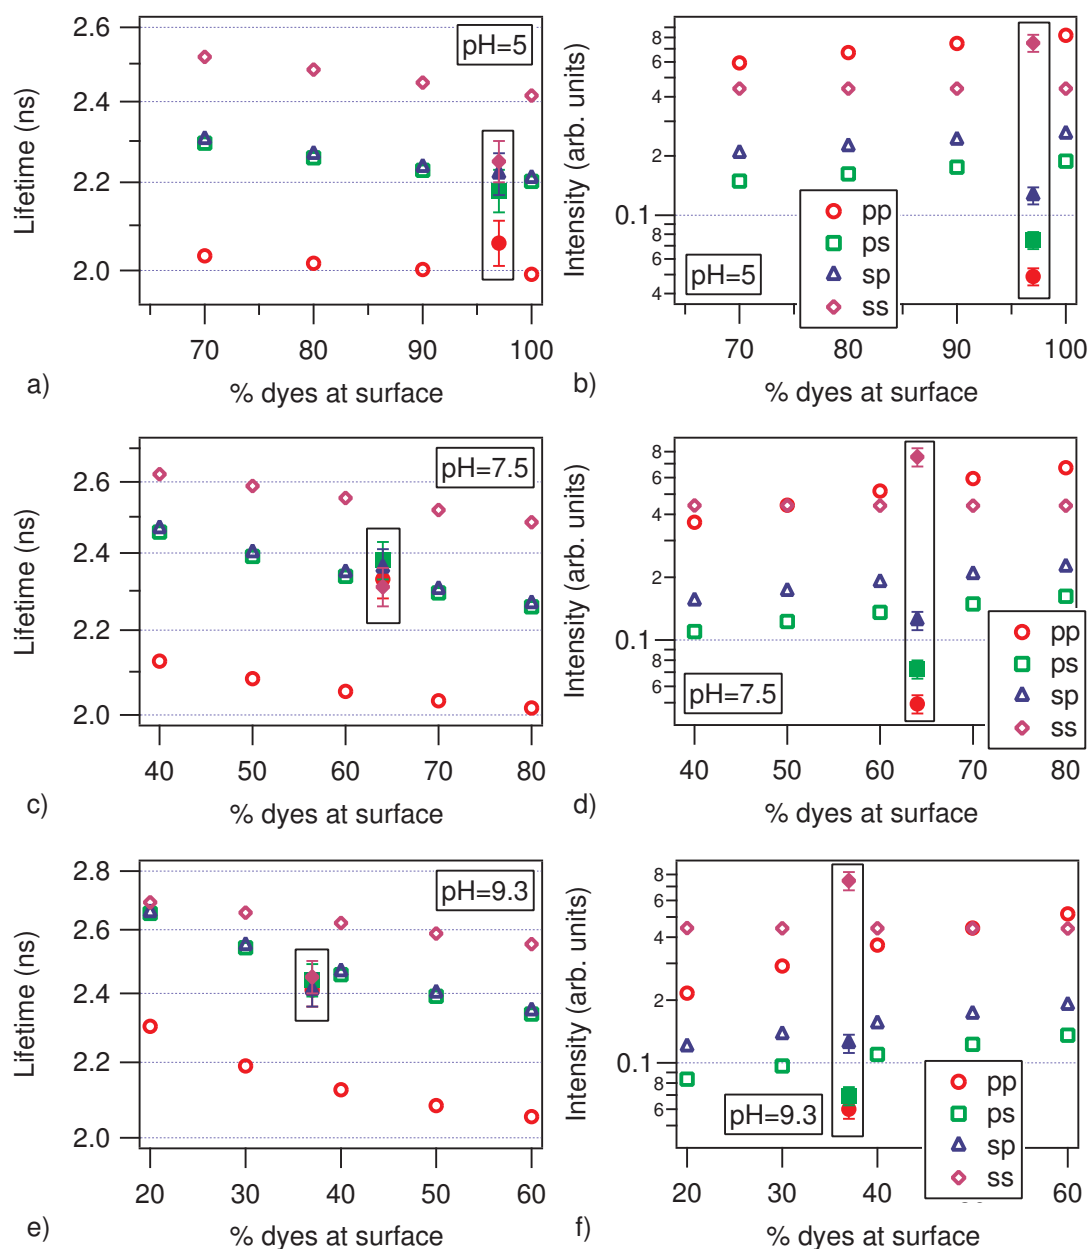 2.6
2.4
2.2
2.0
Lifetime (ns)
pH=5
70 80 90 100
% dyes at surface
a)
8
6
4
2
0.1
8
6
4
Intensity (arb. units)
pH=5
pp
ps
sp
ss
70 80 90 100
% dyes at surface
b)
2.6
2.4
2.2
2.0
Lifetime (ns)
pH=7.5
40 50 60 70 80
% dyes at surface
c)
8
6
4
2
0.1
8
6
Intensity (arb. units)
pH=7.5
pp
ps
sp
ss
40 50 60 70 80
% dyes at surface
d)
2.8
2.6
2.4
2.2
2.0
Lifetime (ns)
pH=9.3
20 30 40 50 60
% dyes at surface
e)
8
6
4
2
0.1
8
6
Intensity (arb. units)
pH=9.3
pp
ps
sp
ss
20 30 40 60
% dyes at surface
f)